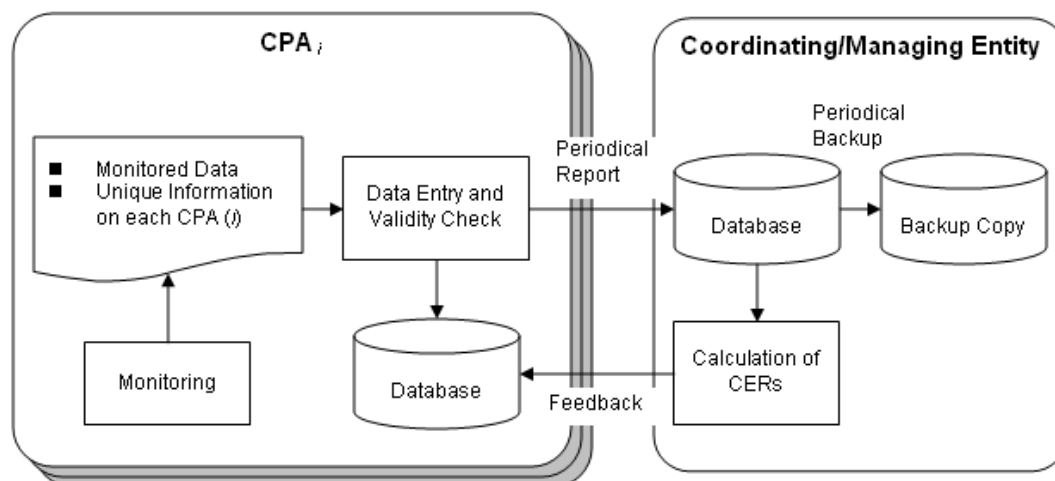 CPA i
Coordinating/Managing Entity
■ Monitored Data
■ Unique Information
on each CPA (i)
Data Entry and
Validity Check
Periodical
Report
Periodical
Backup
Database
Backup Copy
Monitoring
Database
Feedback
Calculation of
CERs